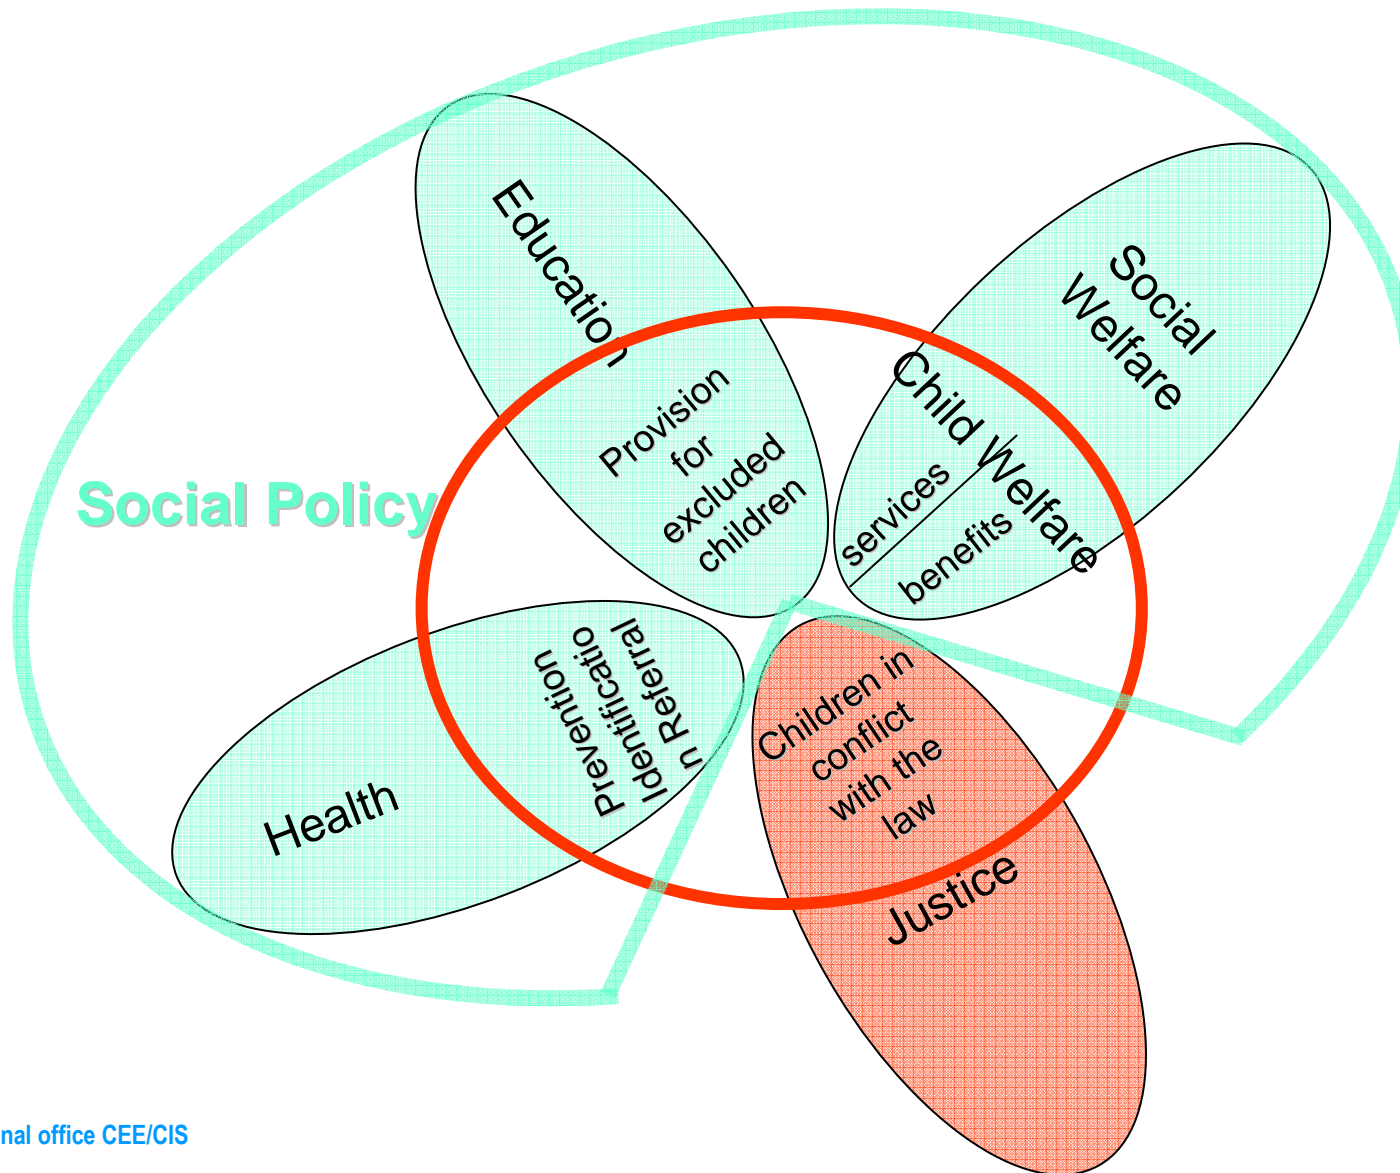 Education
Provision
for
excluded
children
Social
Welfare
Child Welfare
services
benefits
Social Policy
Health
Prevention
Identificatio
n Referral
Children in
conflict
with the
law
Justice
nal office CEE/CIS